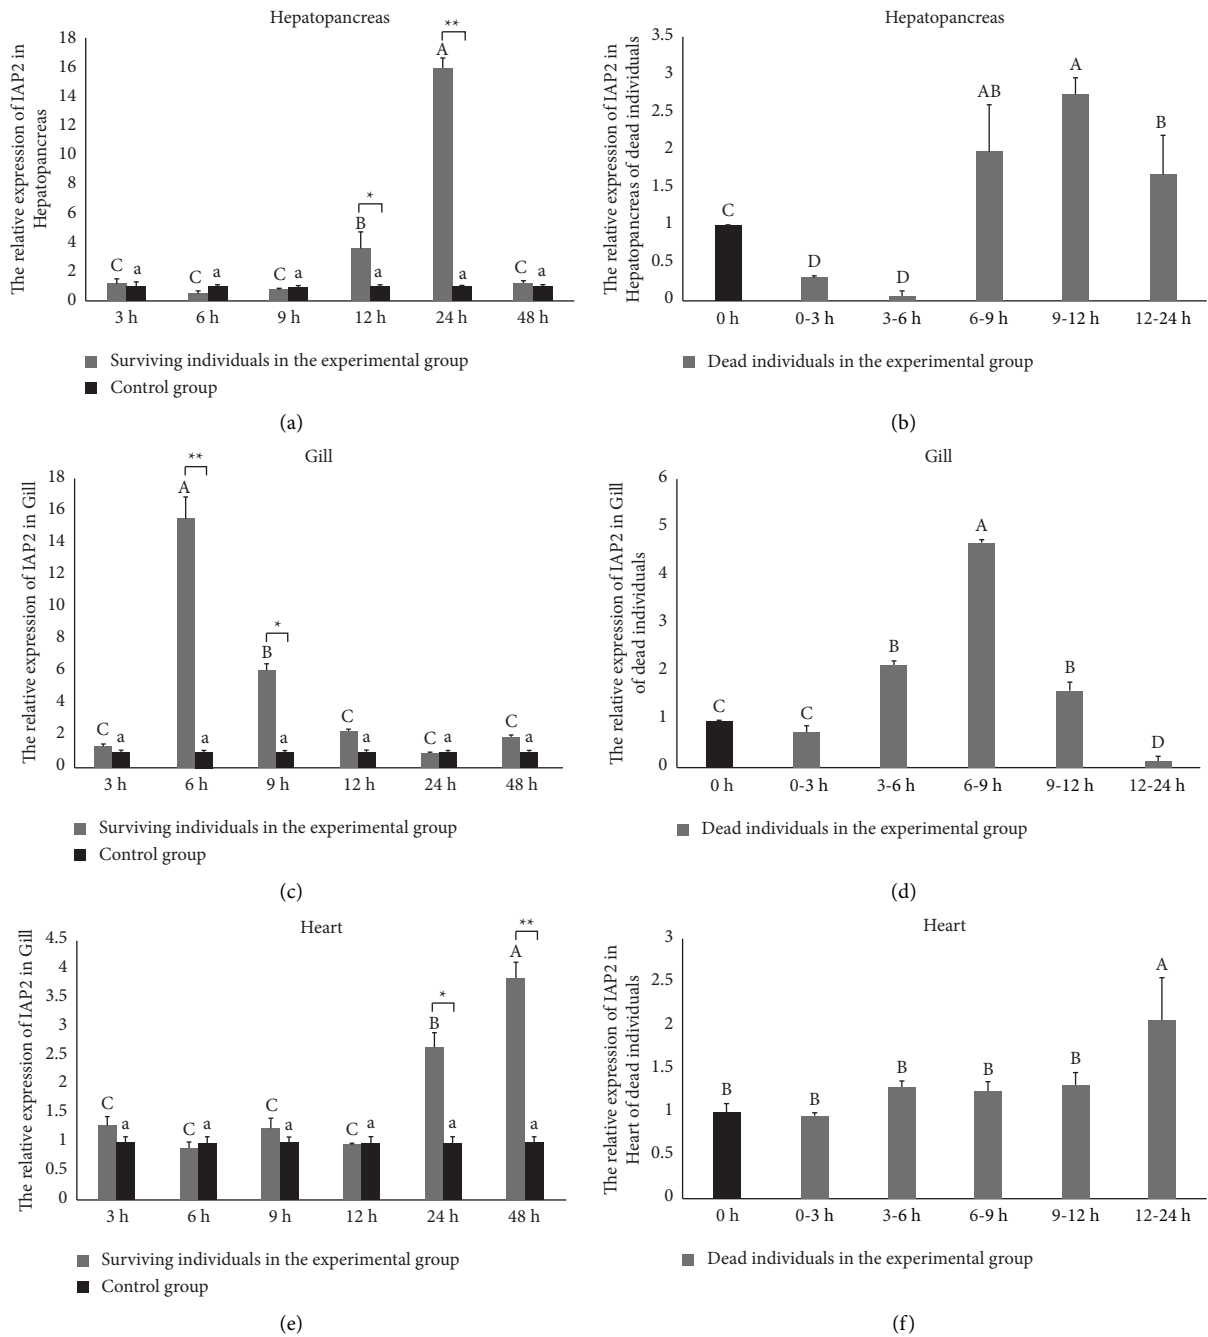 Hepatopancreas
The relative expression of IAP2 in
Hepatopancreas
18
16
14
12
10
8
6
4
2
0
C a C a C a B * a A ** a C a
3 h 6 h 9 h 12 h 24 h 48 h
Surviving individuals in the experimental group
Control group
(a)
Hepatopancreas
The relative expression of IAP2 in
Hepatopancreas of dead individuals
3.5
3
2.5
2
1.5
1
0.5
0
C D D AB A B
0 h 0-3 h 3-6 h 6-9 h 9-12 h 12-24 h
Dead individuals in the experimental group
(b)
Gill
The relative expression of IAP2 in Gill
18
16
14
12
10
8
6
4
2
0
C a A ** a B * a C a C a C a
3 h 6 h 9 h 12 h 24 h 48 h
Surviving individuals in the experimental group
Control group
(c)
Gill
The relative expression of IAP2 in Gill
of dead individuals
6
5
4
3
2
1
0
C C B A B D
0 h 0-3 h 3-6 h 6-9 h 9-12 h 12-24 h
Dead individuals in the experimental group
(d)
Heart
The relative expression of IAP2 in Gill
4.5
4
3.5
3
2.5
2
1.5
1
0.5
0
C a C a C a C a B * a A ** a
3 h 6 h 9 h 12 h 24 h 48 h
Surviving individuals in the experimental group
Control group
(e)
Heart
The relative expression of IAP2 in
Heart of dead individuals
3
2.5
2
1.5
1
0.5
0
B B B B B A
0 h 0-3 h 3-6 h 6-9 h 9-12 h 12-24 h
Dead individuals in the experimental group
(f)